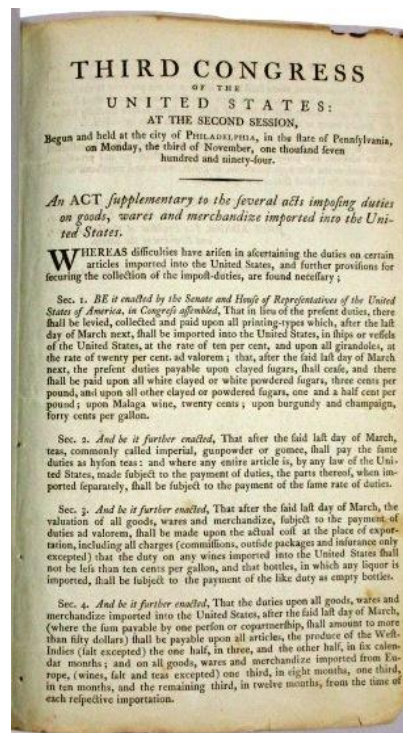 THIRD CONGRESS
OF THE
UNITED STATES:
AT THE SECOND SESSION,
Begun and held at the city of PHILADELPHIA, in the ſtate of Pennſylvania,
on Monday, the third of November, one thouſand ſeven
hundred and ninety-four.
An ACT ſupplementary to the ſeveral acts impoſing duties
on goods, wares and merchandize imported into the Uni-
ted States.
WHEREAS difficulties have ariſen in aſcertaining the duties on certain
articles imported into the United States, and further proviſions for
ſecuring the collection of the impoſt-duties, are found neceſſary;
Sec. 1. BE it enacted by the Senate and Houſe of Repreſentatives of the United
States of America, in Congreſs aſſembled, That in lieu of the preſent duties, there
ſhall be levied, collected and paid upon all printing-types which, after the laſt
day of March next, ſhall be imported into the United States, in ſhips or veſſels
of the United States, at the rate of ten per cent, and upon all girandoles, at
the rate of twenty per cent. ad valorem; that, after the ſaid laſt day of March
next, the preſent duties payable upon clayed ſugars, ſhall ceaſe, and there
ſhall be paid upon all white clayed or white powdered ſugars, three cents per
pound, and upon all other clayed or powdered ſugars, one and a half cent per
pound; upon Malaga wine, twenty cents; upon burgundy and champaign,
forty cents per gallon.
Sec. 2. And be it further enacted, That after the ſaid laſt day of March,
teas, commonly called imperial, gunpowder or gomee, ſhall pay the ſame
duties as hyſon teas: and where any entire article is, by any law of the Uni-
ted States, made ſubject to the payment of duties, the parts thereof, when im-
ported ſeparately, ſhall be ſubject to the payment of the ſame rate of duties.
Sec. 3. And be it further enacted, That after the ſaid laſt day of March, the
valuation of all goods, wares and merchandize, ſubject to the payment of
duties ad valorem, ſhall be made upon the actual coſt at the place of expor-
tation, including all charges (commiſſions, outſide packages and inſurance only
excepted) that the duty on any wines imported into the United States ſhall
not be leſs than ten cents per gallon, and that bottles, in which any liquor is
imported, ſhall be ſubject to the payment of the like duty as empty bottles.
Sec. 4. And be it further enacted, That the duties upon all goods, wares and
merchandize imported into the United States, after the ſaid laſt day of March,
(where the ſum payable by one perſon or copartnerſhip, ſhall amount to more
than fifty dollars) ſhall be payable upon all articles, the produce of the Weſt-
Indies (ſalt excepted) the one half, in three, and the other half, in ſix calen-
dar months; and on all goods, wares and merchandize imported from Eu-
rope, (wines, ſalt and teas excepted) one third, in eight months, one third,
in ten months, and the remaining third, in twelve months, from the time of
each reſpective importation.